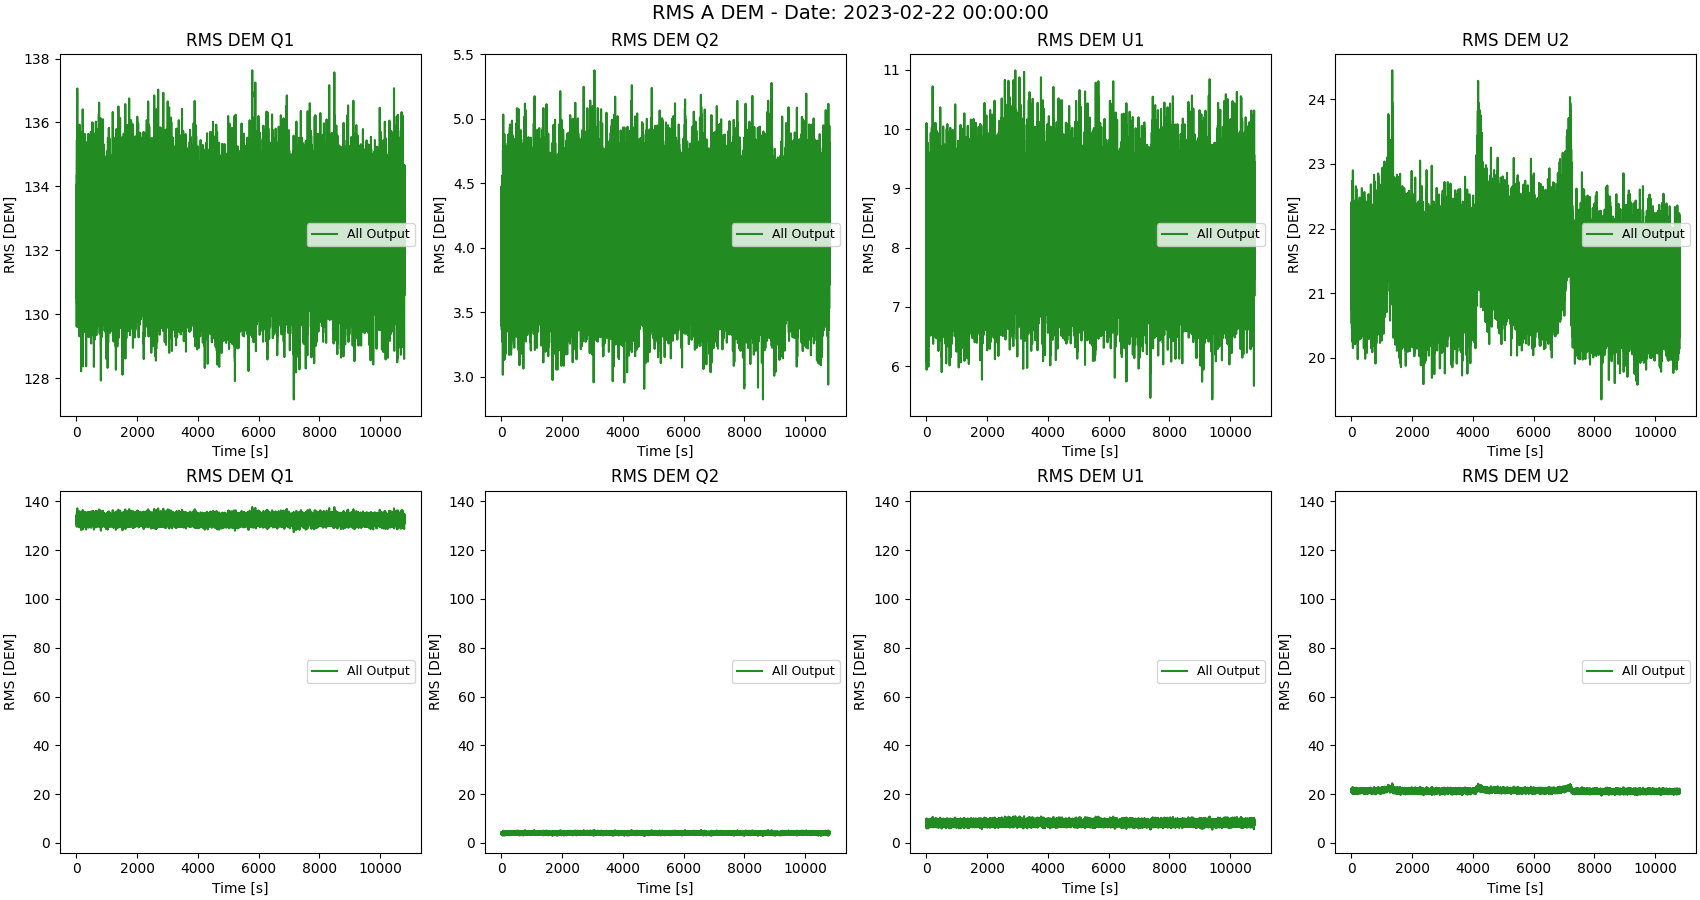 RMS A DEM - Date: 2023-02-22 00:00:00
RMS DEM Q1
RMS [DEM]
138
136
134
132
130
128
0 2000 4000 6000 8000 10000
Time [s]
All Output
RMS DEM Q2
RMS [DEM]
5.5
5.0
4.5
4.0
3.5
3.0
0 2000 4000 6000 8000 10000
Time [s]
All Output
RMS DEM U1
RMS [DEM]
11
10
9
8
7
6
0 2000 4000 6000 8000 10000
Time [s]
All Output
RMS DEM U2
RMS [DEM]
24
23
22
21
20
0 2000 4000 6000 8000 10000
Time [s]
All Output
RMS DEM Q1
RMS [DEM]
140
120
100
80
60
40
20
0
0 2000 4000 6000 8000 10000
Time [s]
All Output
RMS DEM Q2
RMS [DEM]
140
120
100
80
60
40
20
0
0 2000 4000 6000 8000 10000
Time [s]
All Output
RMS DEM U1
RMS [DEM]
140
120
100
80
60
40
20
0
0 2000 4000 6000 8000 10000
Time [s]
All Output
RMS DEM U2
RMS [DEM]
140
120
100
80
60
40
20
0
0 2000 4000 6000 8000 10000
Time [s]
All Output